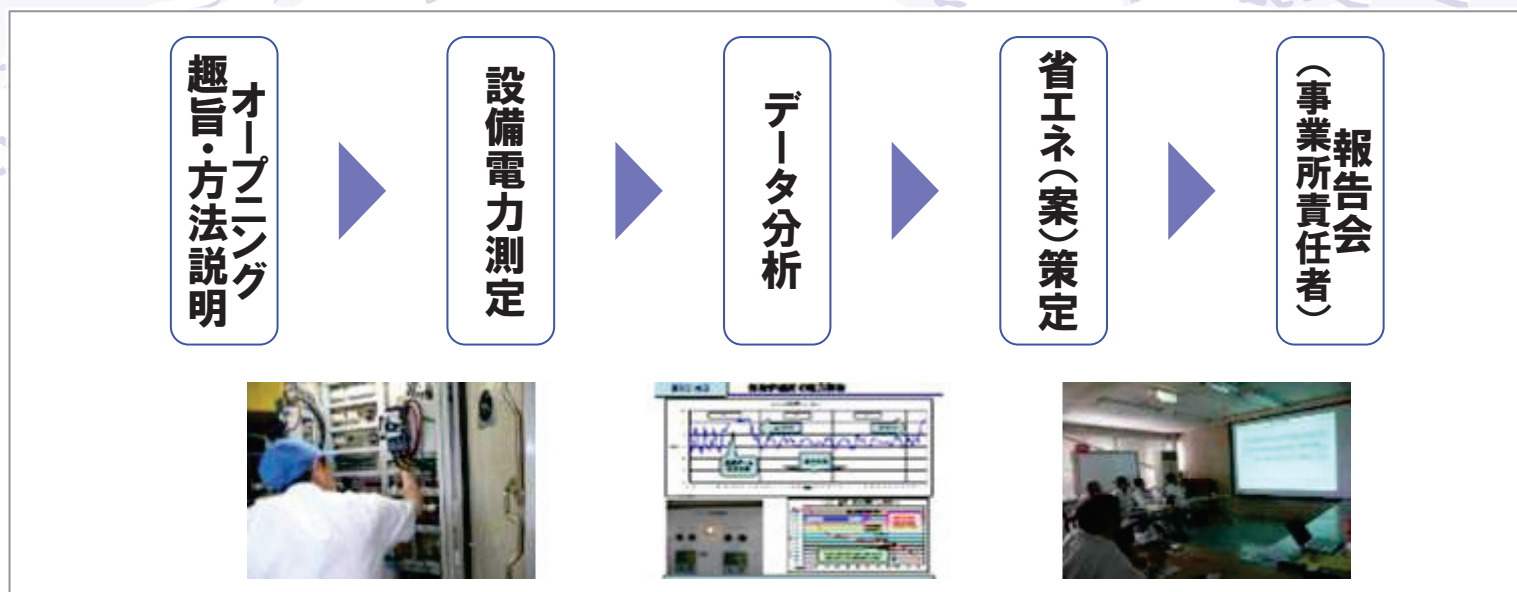 オープニング
趣旨・方法説明
設備電力測定
データ分析
省エネ（案）策定
報告会
（事業所責任者）